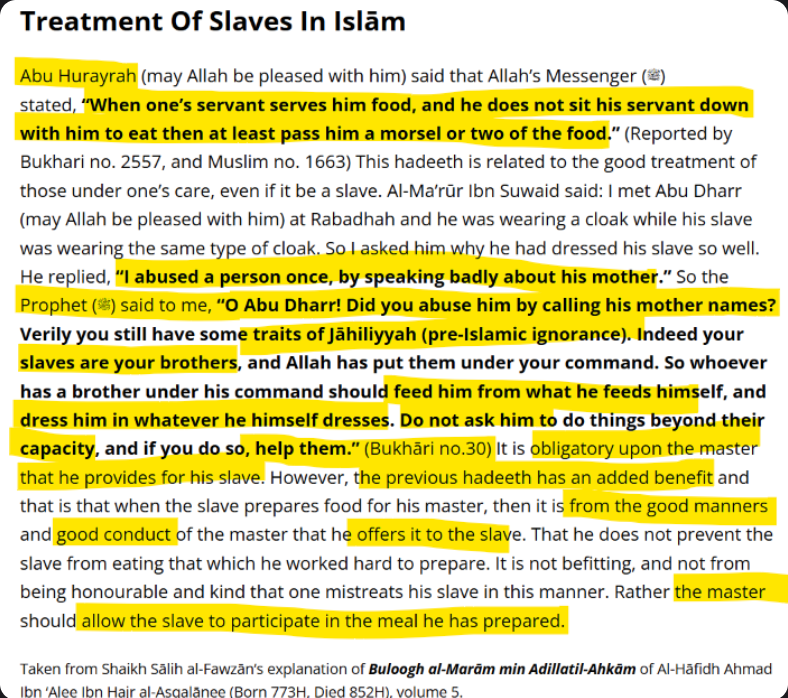 Treatment Of Slaves In Islām
Abu Hurayrah (may Allah be pleased with him) said that Allah’s Messenger (ﷺ)
stated, “When one’s servant serves him food, and he does not sit his servant down
with him to eat then at least pass him a morsel or two of the food.” (Reported by
Bukhari no. 2557, and Muslim no. 1663) This hadeeth is related to the good treatment of
those under one’s care, even if it be a slave. Al-Ma’rūr Ibn Suwaid said: I met Abu Dharr
(may Allah be pleased with him) at Rabadhah and he was wearing a cloak while his slave
was wearing the same type of cloak. So I asked him why he had dressed his slave so well.
He replied, “I abused a person once, by speaking badly about his mother.” So the
Prophet (ﷺ) said to me, “O Abu Dharr! Did you abuse him by calling his mother names?
Verily you still have some traits of Jāhiliyyah (pre-Islamic ignorance). Indeed your
slaves are your brothers, and Allah has put them under your command. So whoever
has a brother under his command should feed him from what he feeds himself, and
dress him in whatever he himself dresses. Do not ask him to do things beyond their
capacity, and if you do so, help them.” (Bukhāri no.30) It is obligatory upon the master
that he provides for his slave. However, the previous hadeeth has an added benefit and
that is that when the slave prepares food for his master, then it is from the good manners
and good conduct of the master that he offers it to the slave. That he does not prevent the
slave from eating that which he worked hard to prepare. It is not befitting, and not from
being honourable and kind that one mistreats his slave in this manner. Rather the master
should allow the slave to participate in the meal he has prepared.
Taken from Shaikh Sālih al-Fawzān’s explanation of Buloogh al-Marām min Adillatil-Ahkām of Al-Hāfidh Ahmad
Ibn ‘Alee Ibn Hajr al-Asqalānee (Born 773H, Died 852H), volume 5.